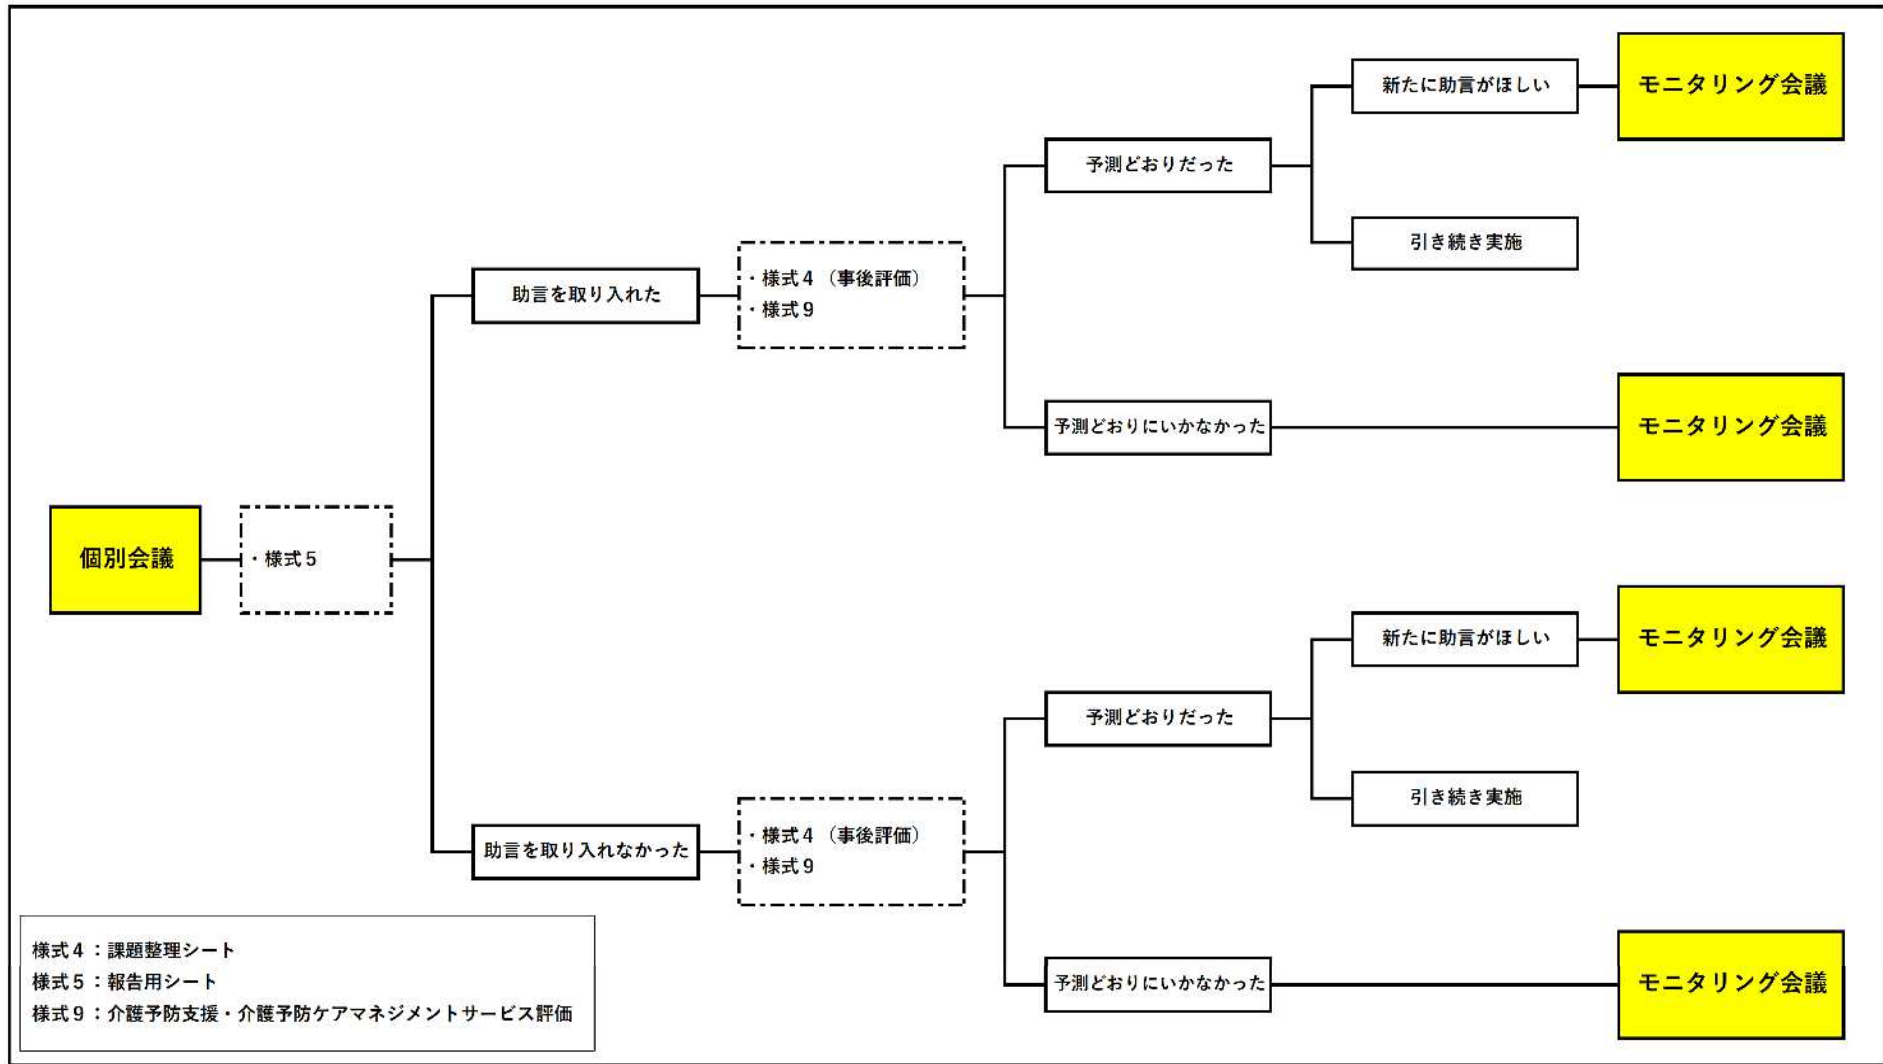 個別会議
・様式５
助言を取り入れた
・様式４（事後評価）
・様式９
予測どおりだった
新たに助言がほしい
モニタリング会議
引き続き実施
予測どおりにいかなかった
モニタリング会議
助言を取り入れなかった
・様式４（事後評価）
・様式９
予測どおりだった
新たに助言がほしい
モニタリング会議
引き続き実施
予測どおりにいかなかった
モニタリング会議
様式４：課題整理シート
様式５：報告用シート
様式９：介護予防支援・介護予防ケアマネジメントサービス評価